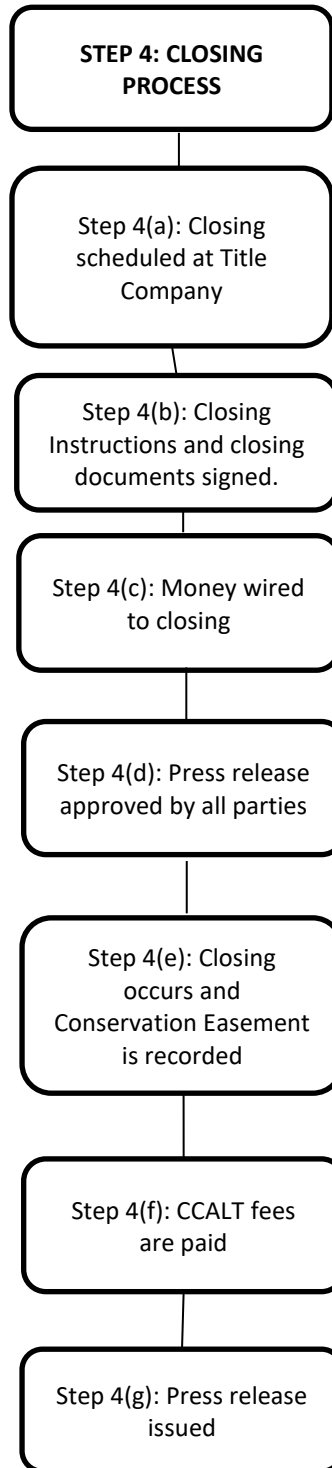 STEP 4: CLOSING
PROCESS
Step 4(a): Closing
scheduled at Title
Company
Step 4(b): Closing
Instructions and closing
documents signed.
Step 4(c): Money wired
to closing
Step 4(d): Press release
approved by all parties
Step 4(e): Closing
occurs and
Conservation Easement
is recorded
Step 4(f): CCALT fees
are paid
Step 4(g): Press release
issued